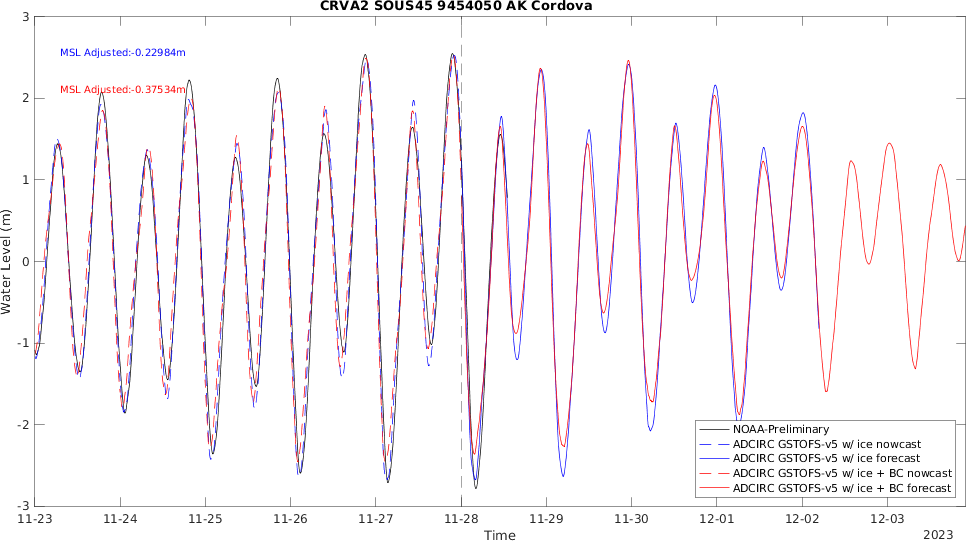 CRVA2 SOUS45 9454050 AK Cordova
MSL Adjusted:-0.22984m
MSL Adjusted:-0.37534m
Water Level (m)
3
2
1
0
-1
-2
-3
11-23 11-24 11-25 11-26 11-27 11-28 11-29 11-30 12-01 12-02 12-03
Time
2023
NOAA-Preliminary
ADCIRC GSTOFS-v5 w/ ice nowcast
ADCIRC GSTOFS-v5 w/ ice forecast
ADCIRC GSTOFS-v5 w/ ice + BC nowcast
ADCIRC GSTOFS-v5 w/ ice + BC forecast